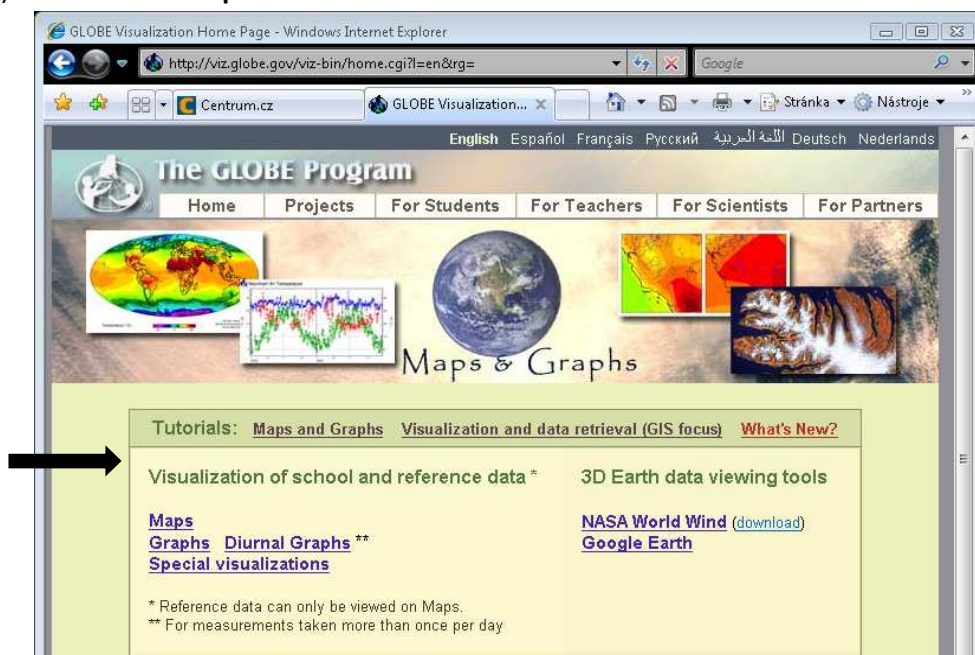 GLOBE Visualization Home Page - Windows Internet Explorer
http://viz.globe.gov/viz-bin/home.cgi?l=en&rg=
Google
Centrum.cz
GLOBE Visualization...
Stránka
Nástroje
English Español Français Русский اللغة العربية Deutsch Nederlands
The GLOBE Program
Home Projects For Students For Teachers For Scientists For Partners
Maps & Graphs
Tutorials: Maps and Graphs Visualization and data retrieval (GIS focus) What's New?
Visualization of school and reference data *
Maps
Graphs Diurnal Graphs **
Special visualizations
* Reference data can only be viewed on Maps.
** For measurements taken more than once per day
3D Earth data viewing tools
NASA World Wind (download)
Google Earth